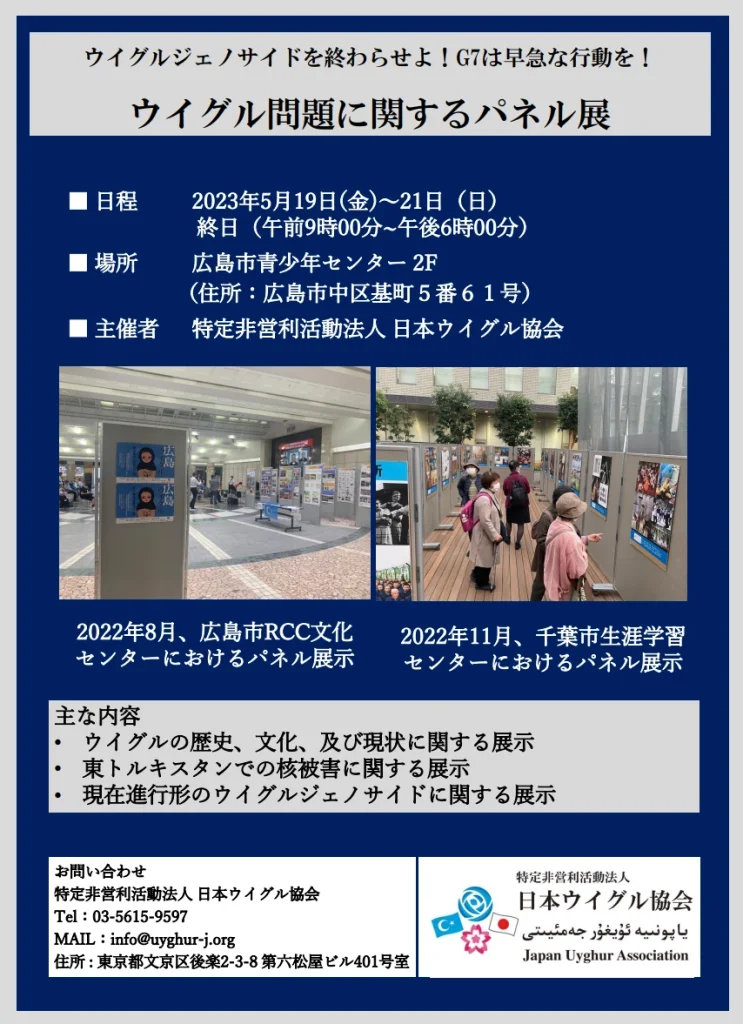 ウイグルジェノサイドを終わらせよ！G7は早急な行動を！
ウイグル問題に関するパネル展
■ 日程 2023年5月19日(金)～21日（日）
終日（午前9時00分~午後6時00分）
■ 場所 広島市青少年センター 2F
（住所：広島市中区基町５番６１号）
■ 主催者 特定非営利活動法人 日本ウイグル協会
広島
広島
2022年8月、広島市RCC文化
センターにおけるパネル展示
2022年11月、千葉市生涯学習
センターにおけるパネル展示
主な内容
• ウイグルの歴史、文化、及び現状に関する展示
• 東トルキスタンでの核被害に関する展示
• 現在進行形のウイグルジェノサイドに関する展示
お問い合わせ
特定非営利活動法人 日本ウイグル協会
Tel：03-5615-9597
MAIL：info@uyghur-j.org
住所 : 東京都文京区後楽2-3-8 第六松屋ビル401号室
特定非営利活動法人
日本ウイグル協会
ياپونىيە ئۇيغۇر جەمئىيىتى
Japan Uyghur Association